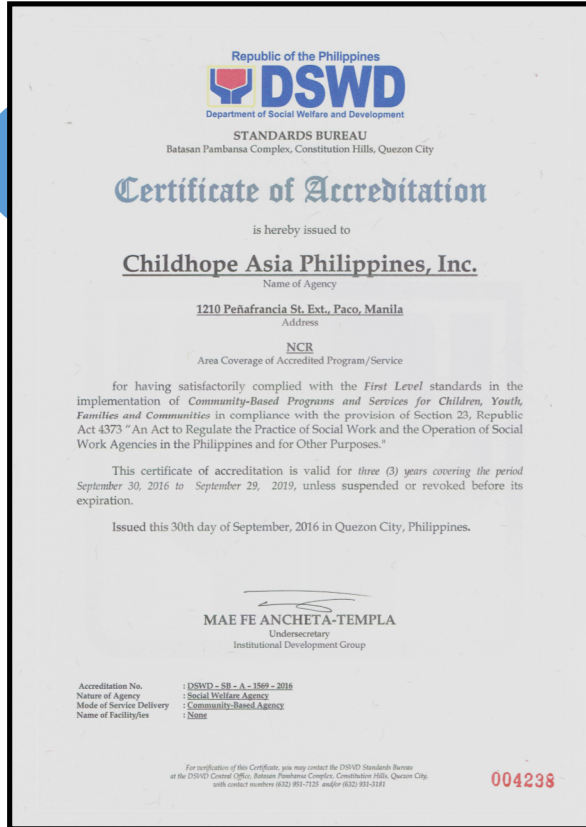 Republic of the Philippines
DSWD
Department of Social Welfare and Development
STANDARDS BUREAU
Batasan Pambansa Complex, Constitution Hills, Quezon City
Certificate of Accreditation
is hereby issued to
Childhope Asia Philippines, Inc.
Name of Agency
1210 Peñafrancia St. Ext., Paco, Manila
Address
NCR
Area Coverage of Accredited Program/Service
for having satisfactorily complied with the First Level standards in the
implementation of Community-Based Programs and Services for Children, Youth,
Families and Communities in compliance with the provision of Section 23, Republic
Act 4373 "An Act to Regulate the Practice of Social Work and the Operation of Social
Work Agencies in the Philippines and for Other Purposes."
This certificate of accreditation is valid for three (3) years covering the period
September 30, 2016 to September 29, 2019, unless suspended or revoked before its
expiration.
Issued this 30th day of September, 2016 in Quezon City, Philippines.
MAE FE ANCHETA-TEMPLA
Undersecretary
Institutional Development Group
Accreditation No. : DSWD – SB – A – 1569 – 2016
Nature of Agency : Social Welfare Agency
Mode of Service Delivery : Community-Based Agency
Name of Facility/ies : None
For verification of this Certificate, you may contact the DSWD Standards Bureau
at the DSWD Central Office, Batasan Pambansa Complex, Constitution Hills, Quezon City,
with contact numbers (632) 951-7125 and/or (632) 931-3181
004238